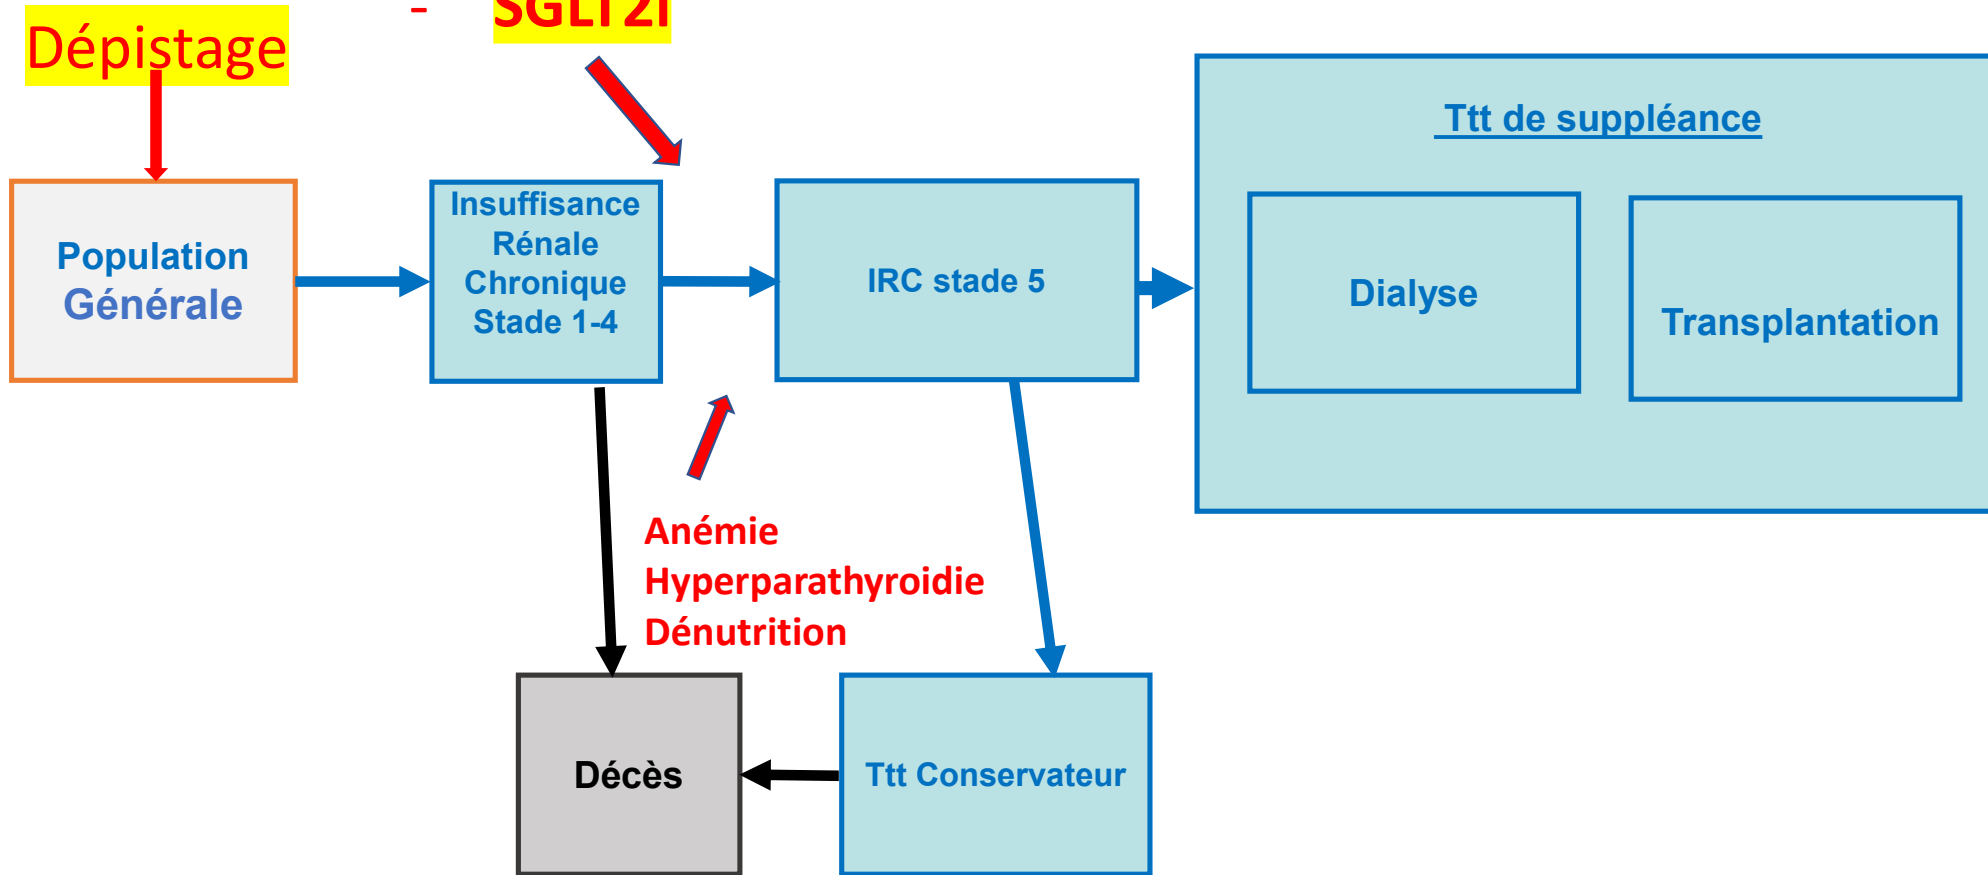 - SGLT2i
Dépistage
Ttt de suppléance
Population
Générale
Insuffisance
Rénale
Chronique
Stade 1-4
IRC stade 5
Dialyse
Transplantation
Anémie
Hyperparathyroidie
Dénutrition
Décès
Ttt Conservateur